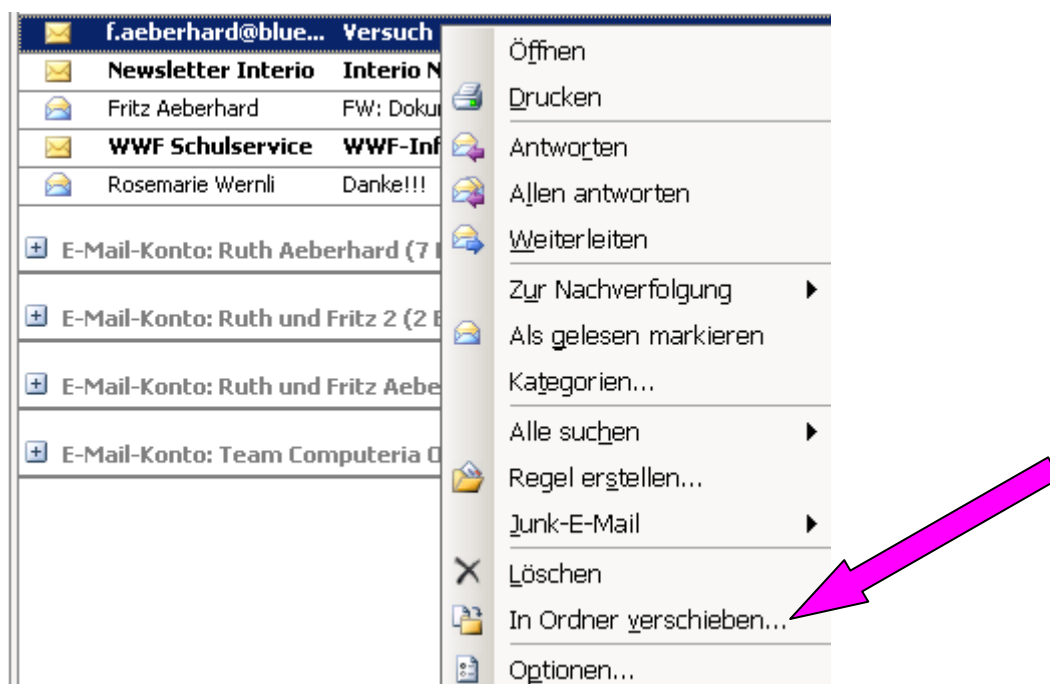 f.aeberhard@blue... Versuch
Newsletter Interio Interio N
Fritz Aeberhard FW: Doku
WWF Schulservice WWF-Inf
Rosemarie Wernli Danke!!!
E-Mail-Konto: Ruth Aeberhard (7
E-Mail-Konto: Ruth und Fritz 2 (2
E-Mail-Konto: Ruth und Fritz Aebe
E-Mail-Konto: Team Computeria
Öffnen
Drucken
Antworten
Allen antworten
Weiterleiten
Zur Nachverfolgung
Als gelesen markieren
Kategorien...
Alle suchen
Regel erstellen...
Junk-E-Mail
Löschen
In Ordner verschieben...
Optionen...